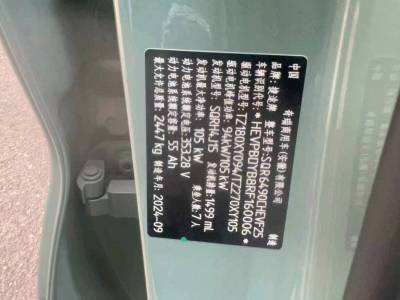 中国 奇瑞商用车(安徽)有限公司 制造
品牌:捷途牌 整车型号:SQR6490CHEVF25
车辆识别代号:*HEVPBD7B8RF160006*
驱动电机型号:TZ180XY094/TZ270XY105
驱动电机峰值功率:94kW/105 kW
发动机型号:SQRH4J15 发动机排量:1499 mL
发动机最大净功率:105 kW 乘坐人数:7人
动力电池系统额定电压:353.28 V
动力电池系统额定容量:55 Ah
最大允许总质量:2447 kg 制造年月:2024-09